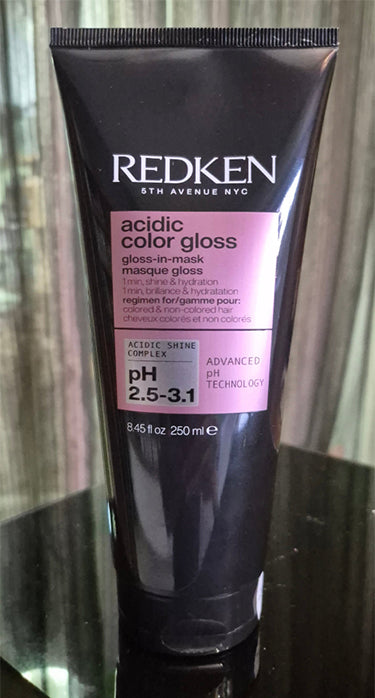 REDKEN
5TH AVENUE NYC
acidic
color gloss
gloss-in-mask
masque gloss
1 min, shine & hydration
1 min, brillance & hydratation
regimen for/gamme pour:
colored & non-colored hair
cheveux colorés et non colorés
ACIDIC SHINE
COMPLEX
pH
2.5-3.1
ADVANCED
pH
TECHNOLOGY
8.45 fl oz 250 ml e